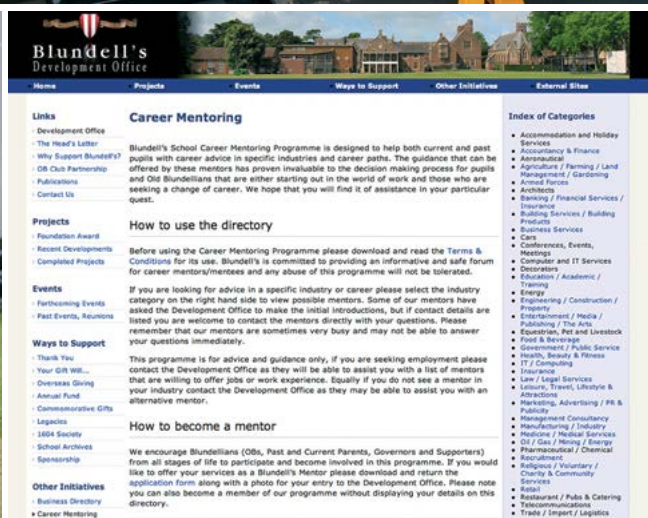 Blundell's
Development Office
Home
Projects
Events
Ways to Support
Other Initiatives
External Sites
Links
Development Office
The Head's Letter
Why Support Blundell's?
OB Club Partnership
Publications
Contact Us
Projects
Foundation Award
Recent Developments
Completed Projects
Events
Forthcoming Events
Past Events, Reunions
Ways to Support
Thank You
Your Gift Will...
Overseas Giving
Annual Fund
Commemorative Gifts
Legacies
1604 Society
School Archives
Sponsorship
Other Initiatives
Business Directory
Career Mentoring
Career Mentoring
Blundell's School Career Mentoring Programme is designed to help both current and past
pupils with career advice in specific industries and career paths. The guidance that can be
offered by these mentors has proven invaluable to the decision making process for pupils
and Old Blundellians that are either starting out in the world of work and those who are
seeking a change of career. We hope that you will find it of assistance in your particular
quest.
How to use the directory
Before using the Career Mentoring Programme please download and read the Terms &
Conditions for its use. Blundell's is committed to providing an informative and safe forum
for career mentors/mentees and any abuse of this programme will not be tolerated.
If you are looking for advice in a specific industry or career please select the industry
category on the right hand side to view possible mentors. Some of our mentors have
asked the Development Office to make the initial introductions, but if contact details are
listed you are welcome to contact the mentors directly with your questions. Please
remember that our mentors are sometimes very busy and may not be able to answer
your questions immediately.
This programme is for advice and guidance only, if you are seeking employment please
contact the Development Office as they will be able to assist you with a list of mentors
that are willing to offer jobs or work experience. Equally if you do not see a mentor in
your industry contact the Development Office as they may be able to assist you with an
alternative mentor.
How to become a mentor
We encourage Blundellians (OBs, Past and Current Parents, Governors and Supporters)
from all stages of life to participate and become involved in this programme. If you would
like to offer your services as a Blundell's Mentor please download and return the
application form along with a photo for your entry to the Development Office. Please note
you can also become a member of our programme without displaying your details on this
directory.
Index of Categories
Accommodation and Holiday
Services
Accountancy & Finance
Aeronautical
Agriculture / Farming / Land
Management / Gardening
Armed Forces
Architects
Banking / Financial Services /
Insurance
Building Services / Building
Products
Business Services
Cars
Conferences, Events,
Meetings
Computer and IT Services
Decorators
Education / Academic /
Training
Energy
Engineering / Construction /
Property
Entertainment / Media /
Publishing / The Arts
Equestrian, Pet and Livestock
Food & Beverage
Government / Public Service
Health, Beauty & Fitness
IT / Computing
Insurance
Law / Legal Services
Leisure, Travel, Lifestyle &
Attractions
Marketing, Advertising / PR &
Publicity
Management Consultancy
Manufacturing / Industry
Medicine / Medical Services
Oil / Gas / Mining / Energy
Pharmaceutical / Chemical
Recruitment
Religious / Voluntary /
Charity & Community
Services
Retail
Restaurant / Pubs & Catering
Telecommunications
Trade / Import / Logistics